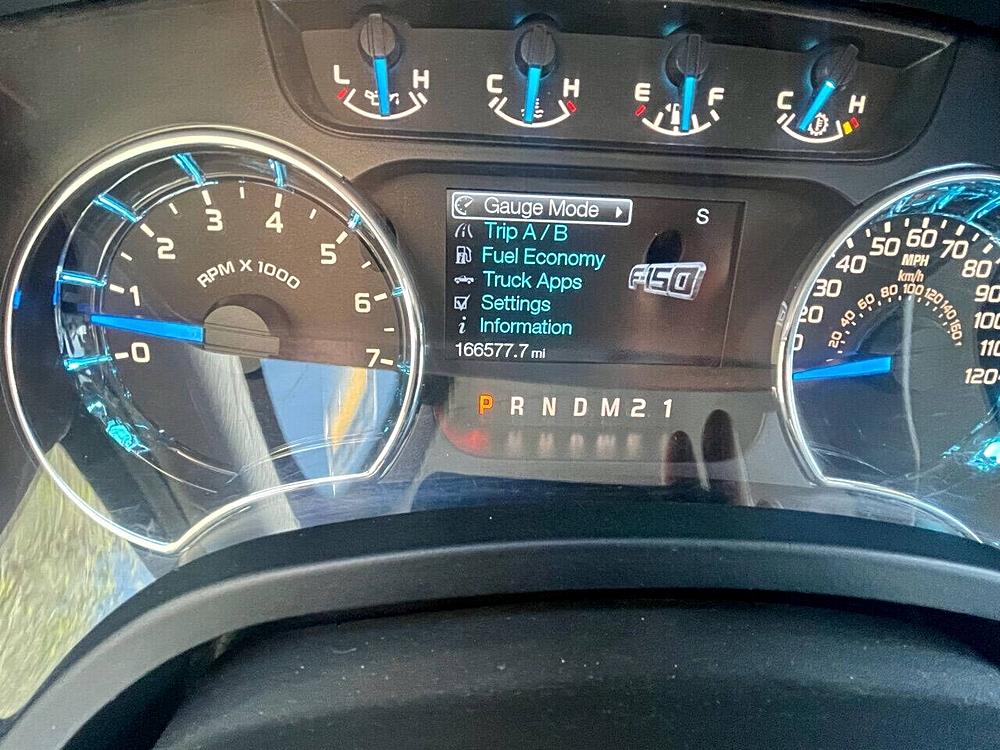 L H
C H
E F
C H
0 1 2 3 4 5 6 7
RPM X 1000
Gauge Mode
S
Trip A / B
Fuel Economy
Truck Apps
F150
Settings
i Information
166577.7 mi
P R N D M 2 1
0 20 30 40 50 60 70 80 90 100 110 120
MPH
km/h
20 40 60 80 100 120 140 160